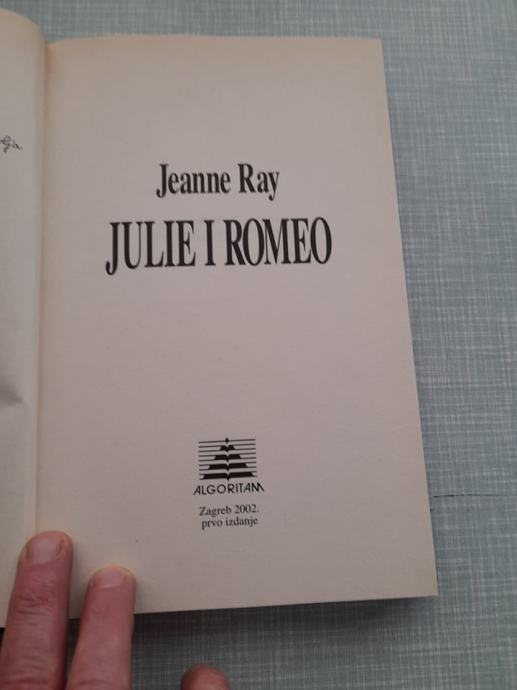 Jeanne Ray
JULIE I ROMEO
ALGORITAM
Zagreb 2002.
prvo izdanje